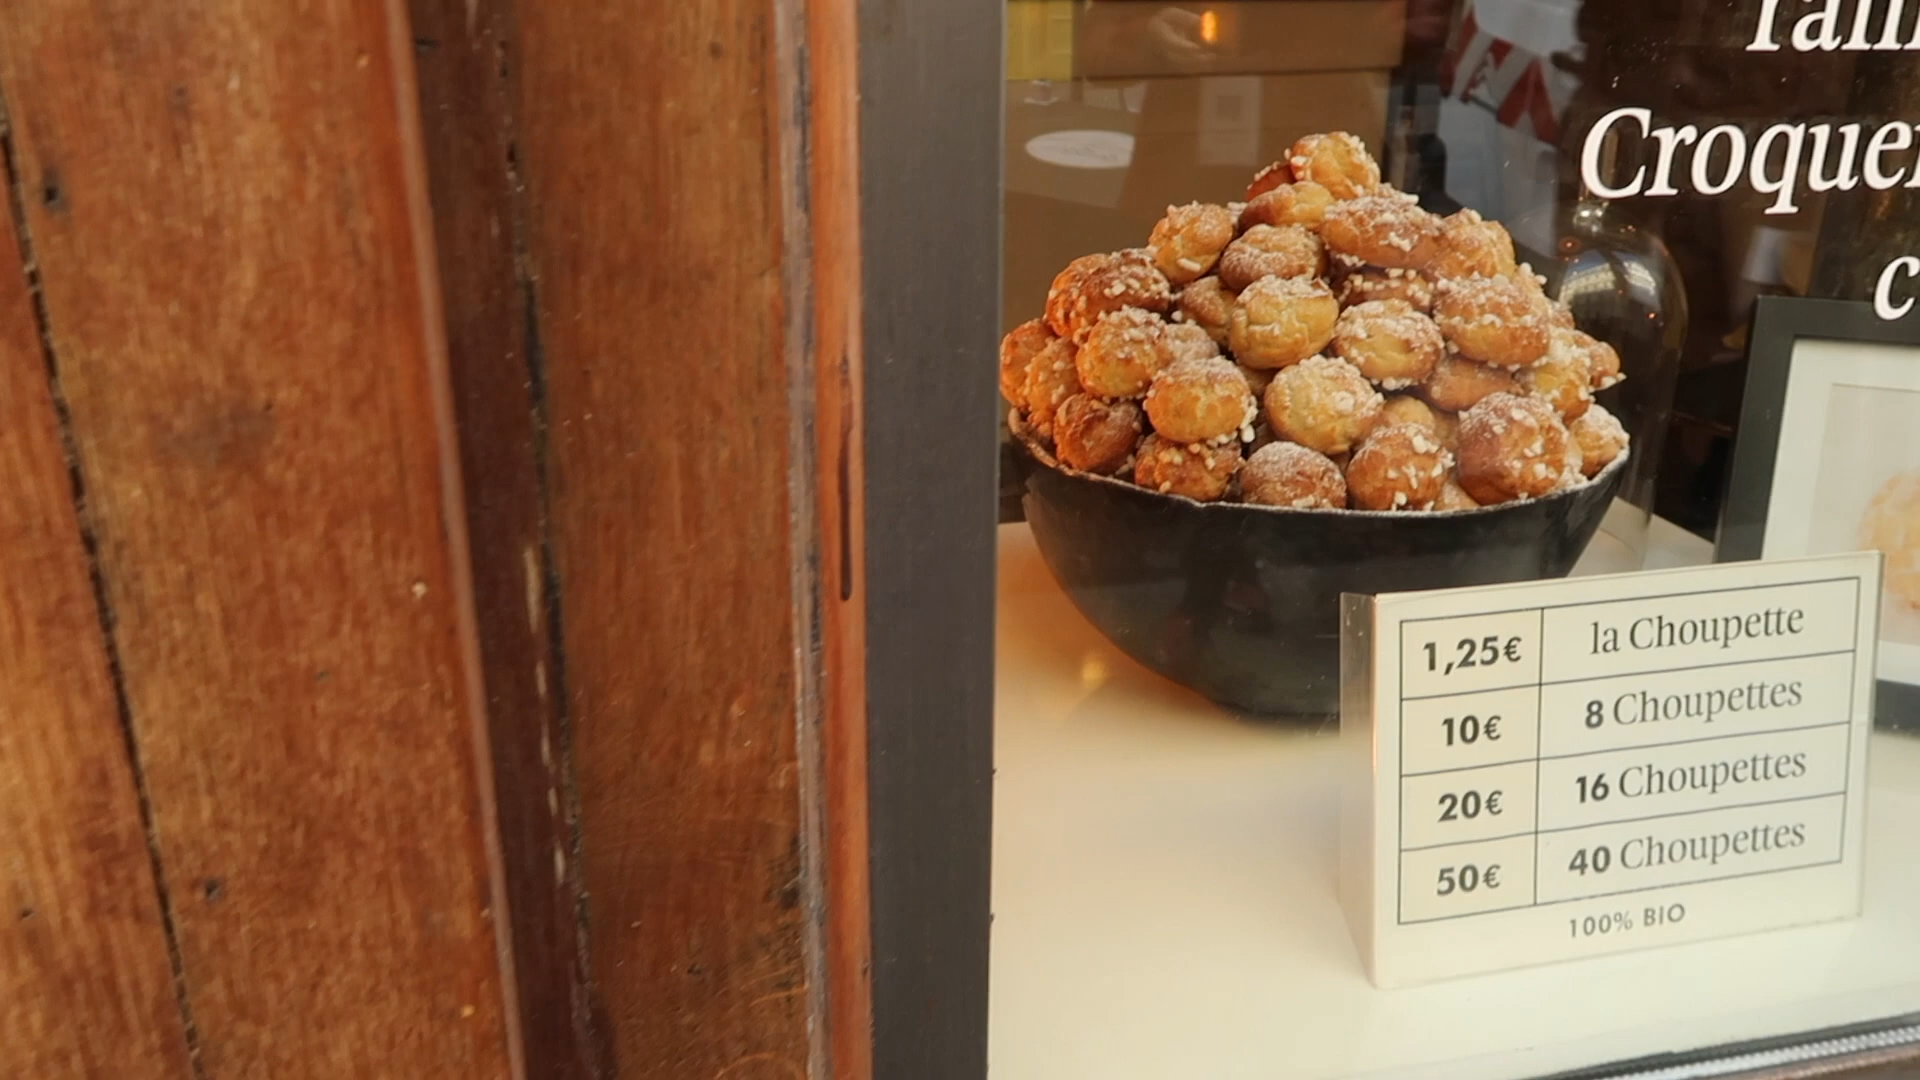 Croque
1,25€ la Choupette
10€ 8 Choupettes
20€ 16 Choupettes
50€ 40 Choupettes
100% BIO